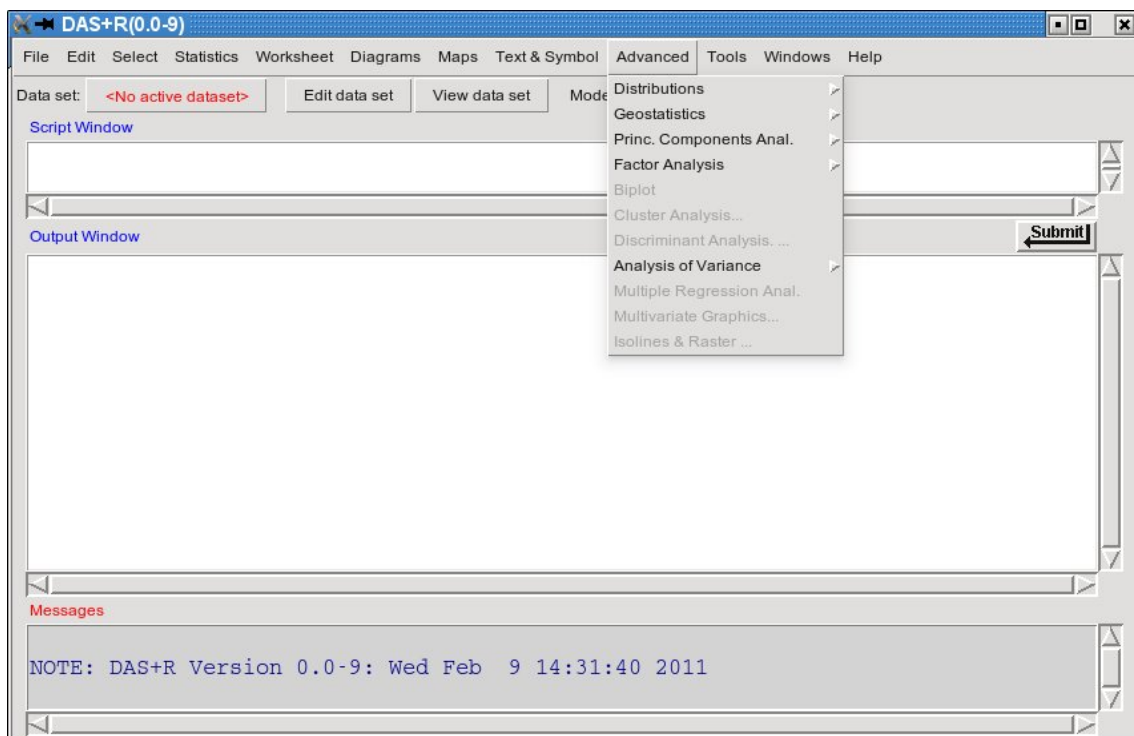 DAS+R(0.0-9)
File Edit Select Statistics Worksheet Diagrams Maps Text & Symbol Advanced Tools Windows Help
Data set: <No active dataset> Edit data set View data set Mode
Script Window
Output Window
Submit
Distributions
Geostatistics
Princ. Components Anal.
Factor Analysis
Biplot
Cluster Analysis...
Discriminant Analysis. ...
Analysis of Variance
Multiple Regression Anal.
Multivariate Graphics...
Isolines & Raster ...
Messages
NOTE: DAS+R Version 0.0-9: Wed Feb  9 14:31:40 2011